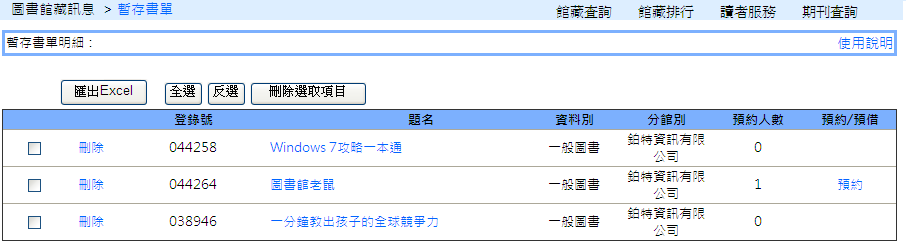 圖書館藏訊息 > 暫存書單
館藏查詢 館藏排行 讀者服務 期刊查詢
暫存書單明細：
使用說明
匯出Excel 全選 反選 刪除選取項目
登錄號 題名 資料別 分館別 預約人數 預約/預借
刪除 044258 Windows 7攻略一本通 一般圖書 鉑特資訊有限公司 0
刪除 044264 圖書館老鼠 一般圖書 鉑特資訊有限公司 1 預約
刪除 038946 一分鐘教出孩子的全球競爭力 一般圖書 鉑特資訊有限公司 0